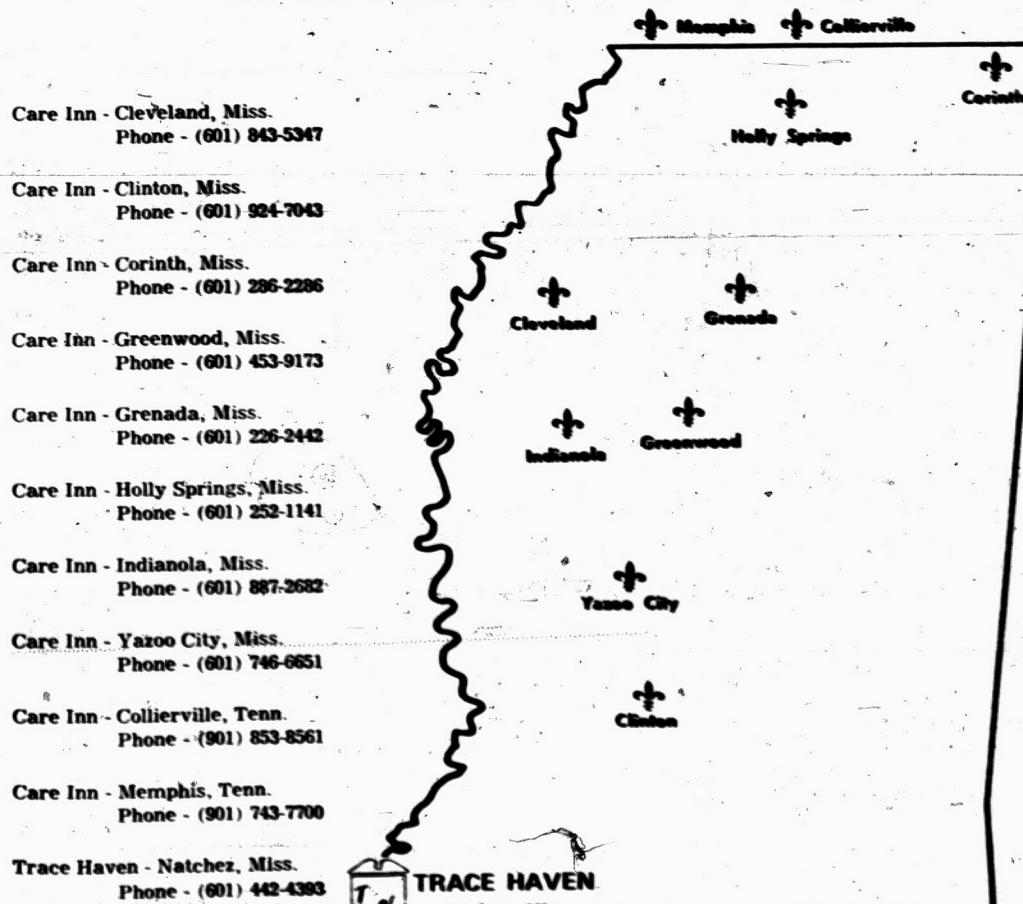 Care Inn - Cleveland, Miss.
Phone - (601) 843-5347
Care Inn - Clinton, Miss.
Phone - (601) 924-7043
Care Inn - Corinth, Miss.
Phone - (601) 286-2286
Care Inn - Greenwood, Miss.
Phone - (601) 453-9173
Care Inn - Grenada, Miss.
Phone - (601) 226-2442
Care Inn - Holly Springs, Miss.
Phone - (601) 252-1141
Care Inn - Indianola, Miss.
Phone - (601) 887-2682
Care Inn - Yazoo City, Miss.
Phone - (601) 746-6651
Care Inn - Collierville, Tenn.
Phone - (901) 853-8561
Care Inn - Memphis, Tenn.
Phone - (901) 743-7700
Trace Haven - Natchez, Miss.
Phone - (601) 442-4393
Memphis
Collierville
Corinth
Holly Springs
Cleveland
Grenada
Indianola
Greenwood
Yazoo City
Clinton
TRACE HAVEN